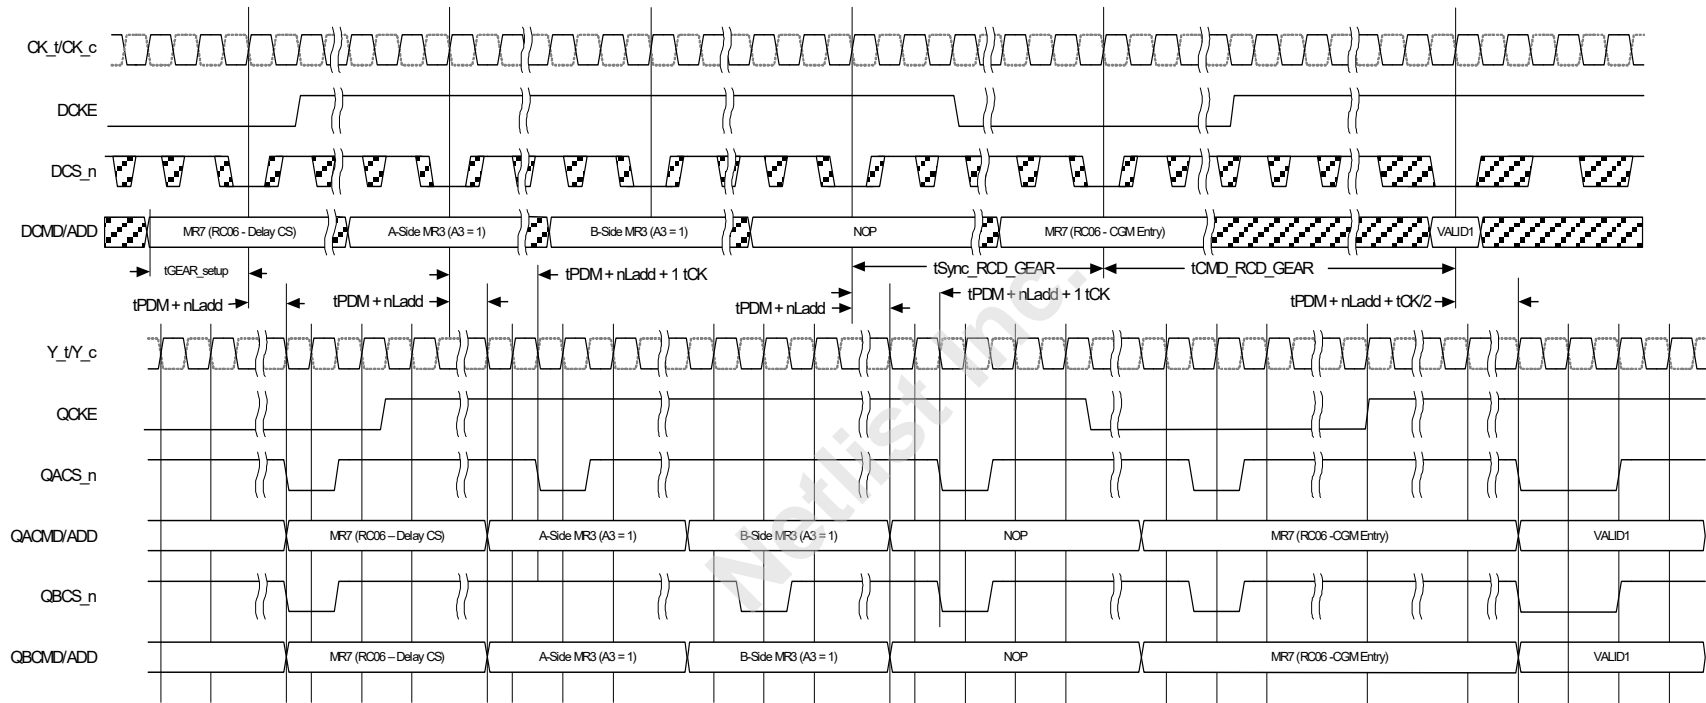 CK_t/CK_c
DCKE
DCS_n
DCMD/ADD
MR7 (RC06 - Delay CS)
A-Side MR3 (A3 = 1)
B-Side MR3 (A3 = 1)
NOP
MR7 (RC06 - CGM Entry)
VALID1
tGEAR_setup
tPDM + nLadd + 1 tCK
tSync_RCD_GEAR
tCMD_RCD_GEAR
tPDM + nLadd
tPDM + nLadd
tPDM + nLadd
tPDM + nLadd + 1 tCK
tPDM + nLadd + tCK/2
Y_t/Y_c
QCKE
QACS_n
QACMD/ADD
MR7 (RC06 – Delay CS)
A-Side MR3 (A3 = 1)
B-Side MR3 (A3 = 1)
NOP
MR7 (RC06 -CGM Entry)
VALID1
QBCS_n
QBCMD/ADD
MR7 (RC06 – Delay CS)
A-Side MR3 (A3 = 1)
B-Side MR3 (A3 = 1)
NOP
MR7 (RC06 -CGM Entry)
VALID1
Netlist Inc.